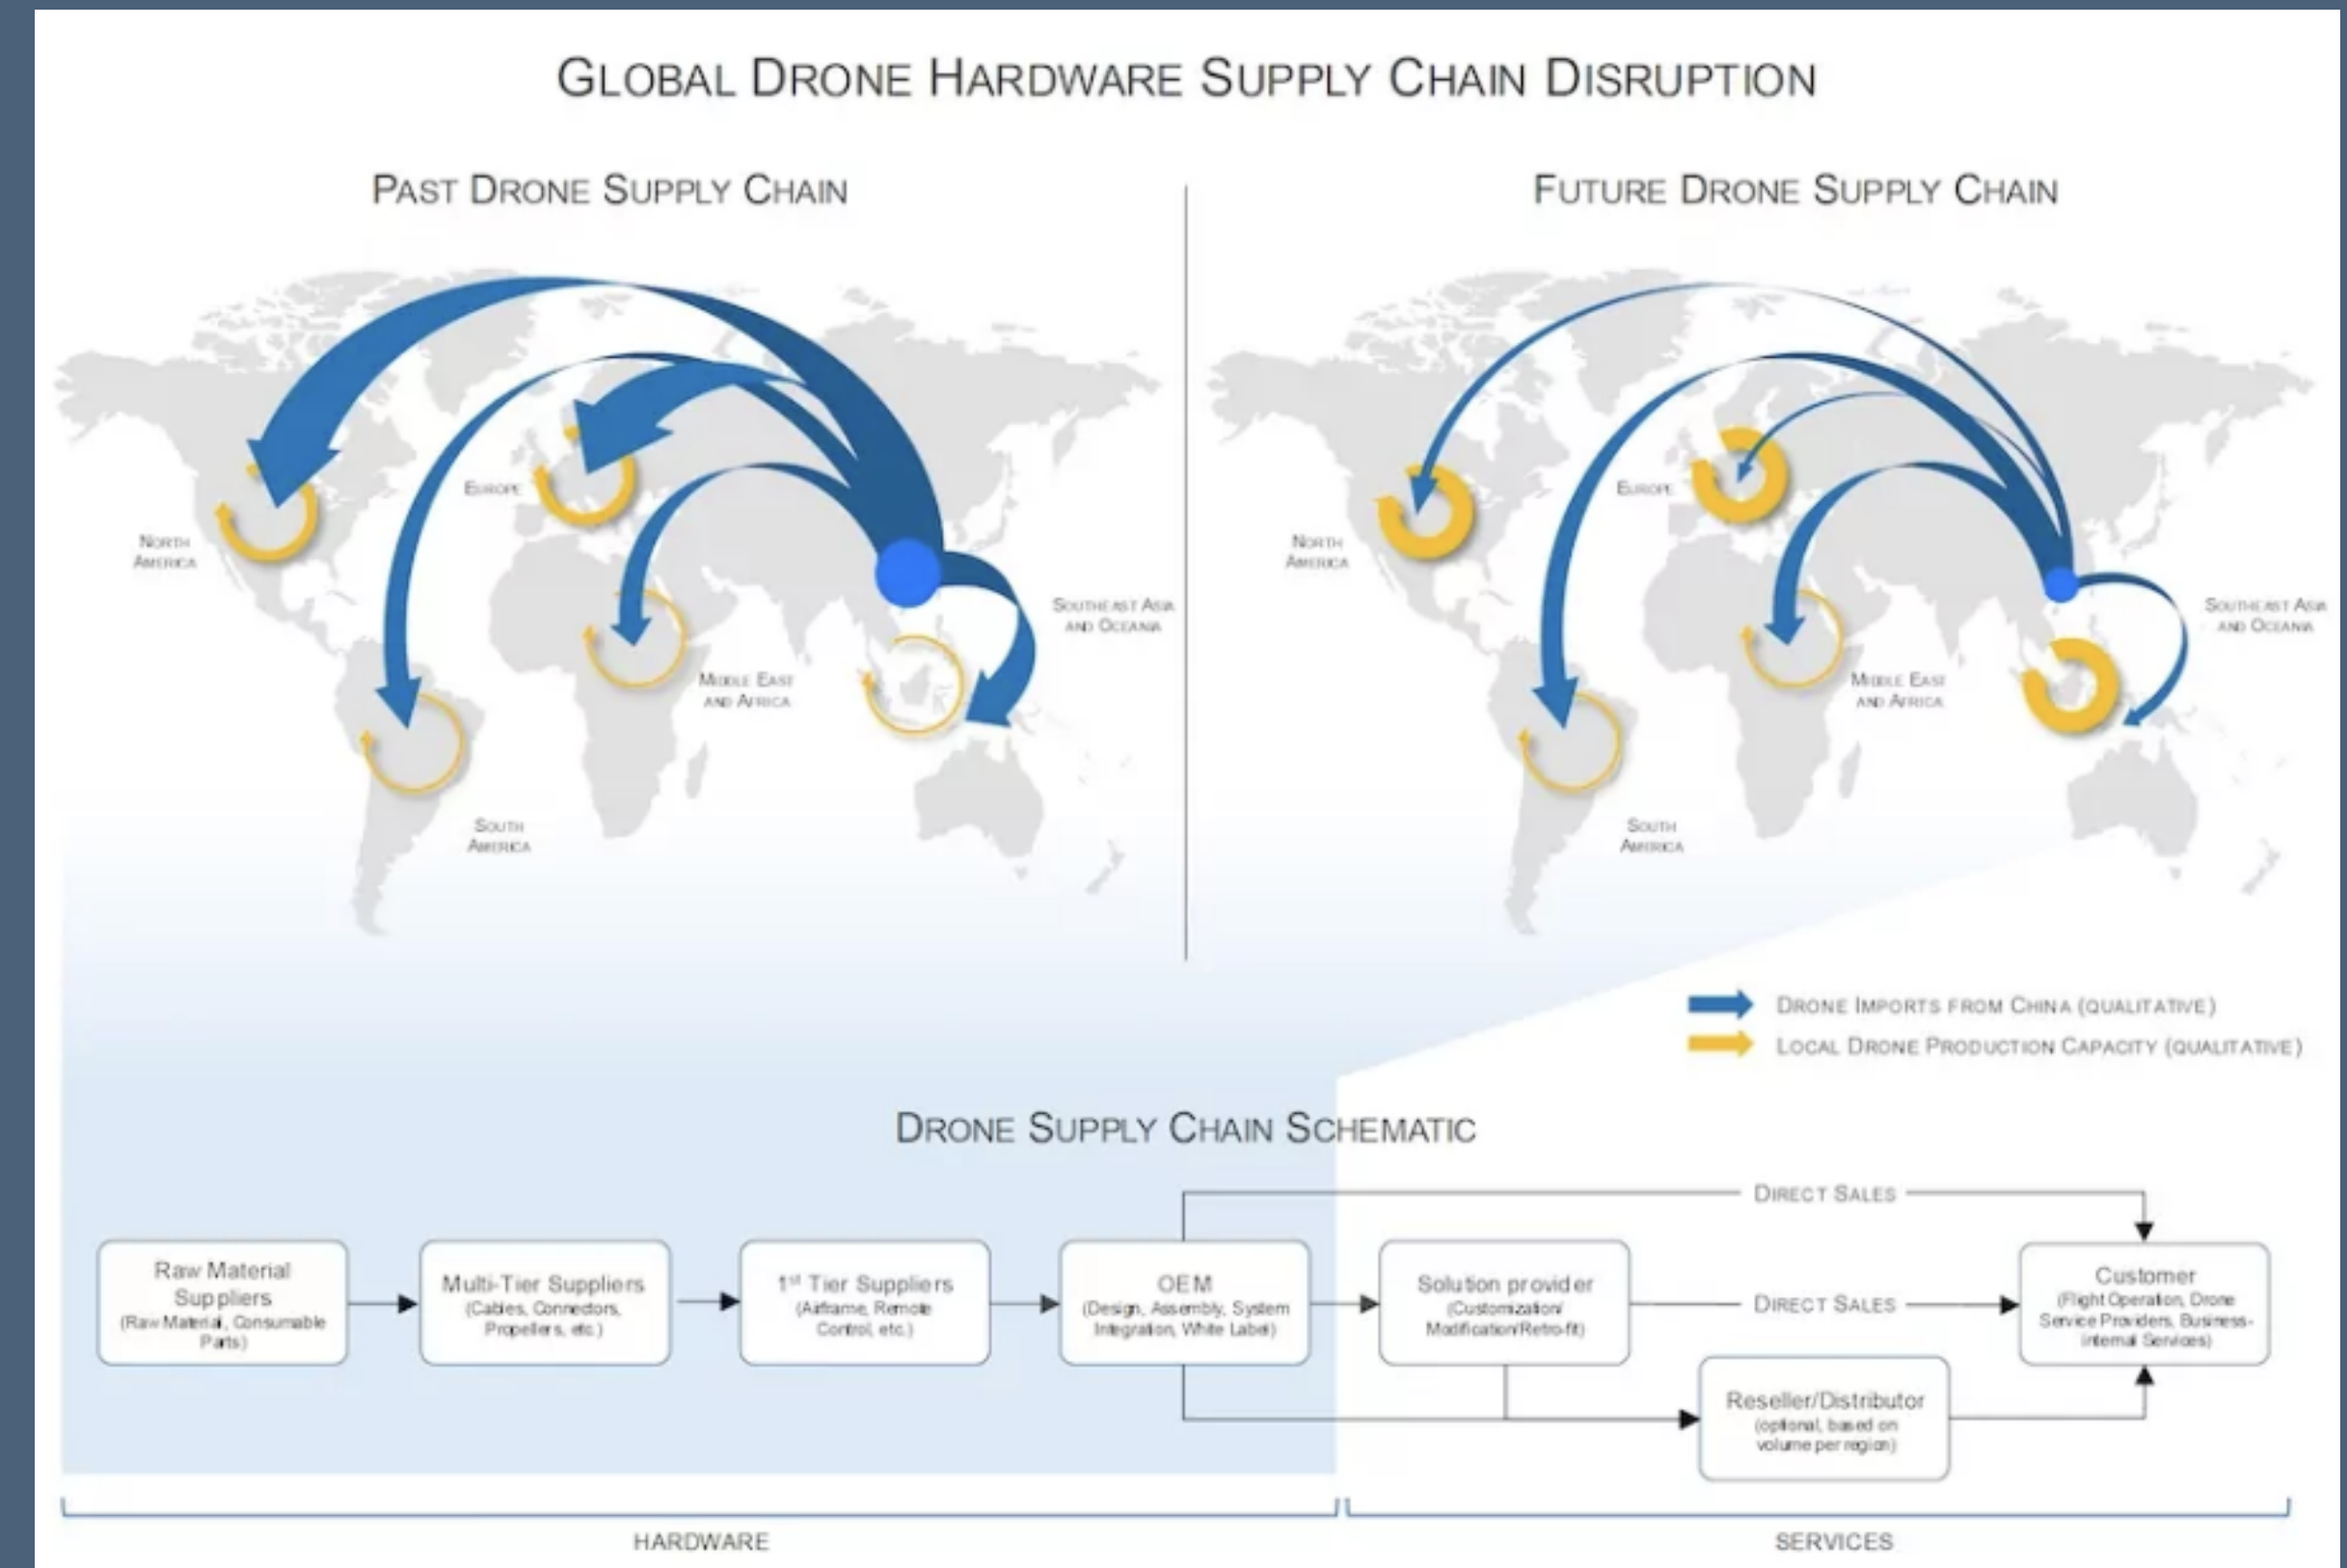 GLOBAL DRONE HARDWARE SUPPLY CHAIN DISRUPTION
PAST DRONE SUPPLY CHAIN
NORTH
AMERICA
EUROPE
SOUTHEAST ASIA
AND OCEANIA
MIDDLE EAST
AND AFRICA
SOUTH
AMERICA
FUTURE DRONE SUPPLY CHAIN
NORTH
AMERICA
EUROPE
SOUTHEAST ASIA
AND OCEANIA
MIDDLE EAST
AND AFRICA
SOUTH
AMERICA
DRONE IMPORTS FROM CHINA (QUALITATIVE)
LOCAL DRONE PRODUCTION CAPACITY (QUALITATIVE)
DRONE SUPPLY CHAIN SCHEMATIC
Raw Material
Suppliers
(Raw Material, Consumable
Parts)
Multi-Tier Suppliers
(Cables, Connectors,
Propellers, etc.)
1st Tier Suppliers
(Airframe, Remote
Control, etc.)
OEM
(Design, Assembly, System
Integration, White Label)
Solution provider
(Customization/
Modification/Retro-fit)
DIRECT SALES
DIRECT SALES
Reseller/Distributor
(optional, based on
volume per region)
Customer
(Flight Operation, Drone
Service Providers, Business-
internal Services)
HARDWARE
SERVICES